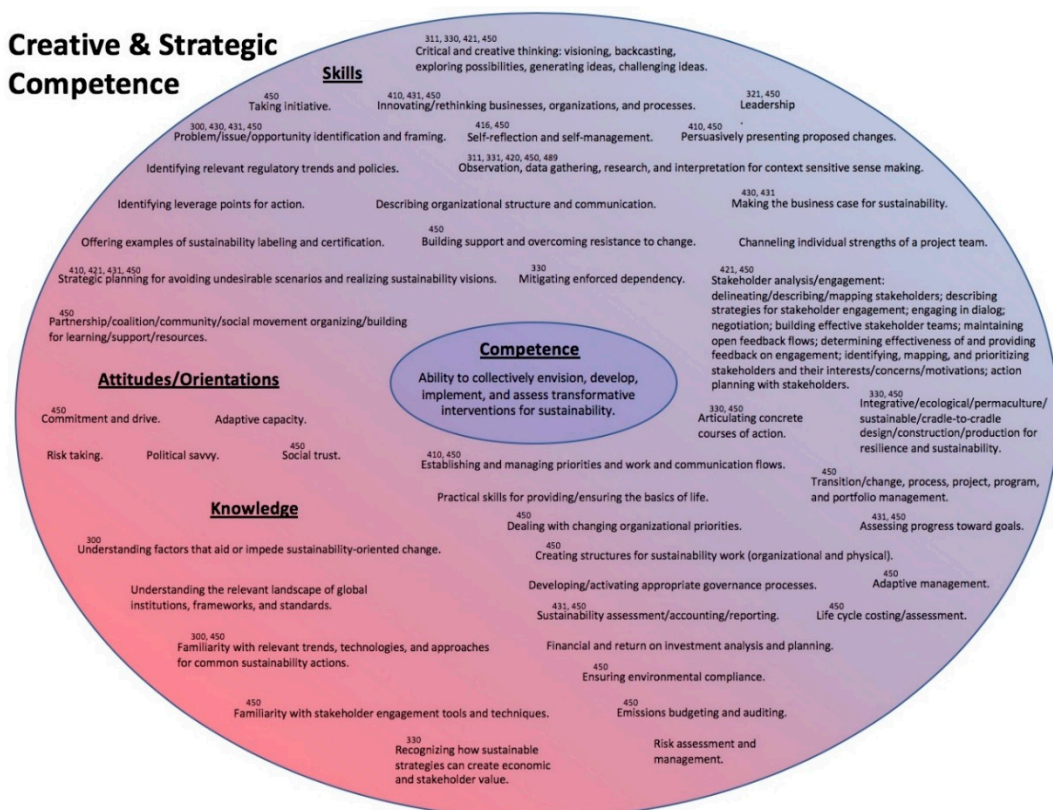 Creative & Strategic
Competence
Skills
311, 330, 421, 450
Critical and creative thinking: visioning, backcasting,
exploring possibilities, generating ideas, challenging ideas.
450
Taking initiative.
410, 431, 450
Innovating/rethinking businesses, organizations, and processes.
321, 450
Leadership
300, 430, 431, 450
Problem/issue/opportunity identification and framing.
416, 450
Self-reflection and self-management.
410, 450
Persuasively presenting proposed changes.
Identifying relevant regulatory trends and policies.
311, 331, 420, 450, 489
Observation, data gathering, research, and interpretation for context sensitive sense making.
Identifying leverage points for action.
Describing organizational structure and communication.
430, 431
Making the business case for sustainability.
Offering examples of sustainability labeling and certification.
450
Building support and overcoming resistance to change.
Channeling individual strengths of a project team.
410, 421, 431, 450
Strategic planning for avoiding undesirable scenarios and realizing sustainability visions.
330
Mitigating enforced dependency.
421, 450
Stakeholder analysis/engagement:
delineating/describing/mapping stakeholders; describing
strategies for stakeholder engagement; engaging in dialog;
negotiation; building effective stakeholder teams; maintaining
open feedback flows; determining effectiveness of and providing
feedback on engagement; identifying, mapping, and prioritizing
stakeholders and their interests/concerns/motivations; action
planning with stakeholders.
450
Partnership/coalition/community/social movement organizing/building
for learning/support/resources.
Competence
Ability to collectively envision, develop,
implement, and assess transformative
interventions for sustainability.
Attitudes/Orientations
450
Commitment and drive.
Adaptive capacity.
Risk taking.
Political savvy.
450
Social trust.
330, 450
Articulating concrete
courses of action.
330, 450
Integrative/ecological/permaculture/
sustainable/cradle-to-cradle
design/construction/production for
resilience and sustainability.
410, 450
Establishing and managing priorities and work and communication flows.
450
Transition/change, process, project, program,
and portfolio management.
Practical skills for providing/ensuring the basics of life.
450
Dealing with changing organizational priorities.
431, 450
Assessing progress toward goals.
Knowledge
300
Understanding factors that aid or impede sustainability-oriented change.
450
Creating structures for sustainability work (organizational and physical).
Understanding the relevant landscape of global
institutions, frameworks, and standards.
Developing/activating appropriate governance processes.
450
Adaptive management.
431, 450
Sustainability assessment/accounting/reporting.
450
Life cycle costing/assessment.
300, 450
Familiarity with relevant trends, technologies, and approaches
for common sustainability actions.
Financial and return on investment analysis and planning.
450
Ensuring environmental compliance.
450
Familiarity with stakeholder engagement tools and techniques.
450
Emissions budgeting and auditing.
330
Recognizing how sustainable
strategies can create economic
and stakeholder value.
Risk assessment and
management.